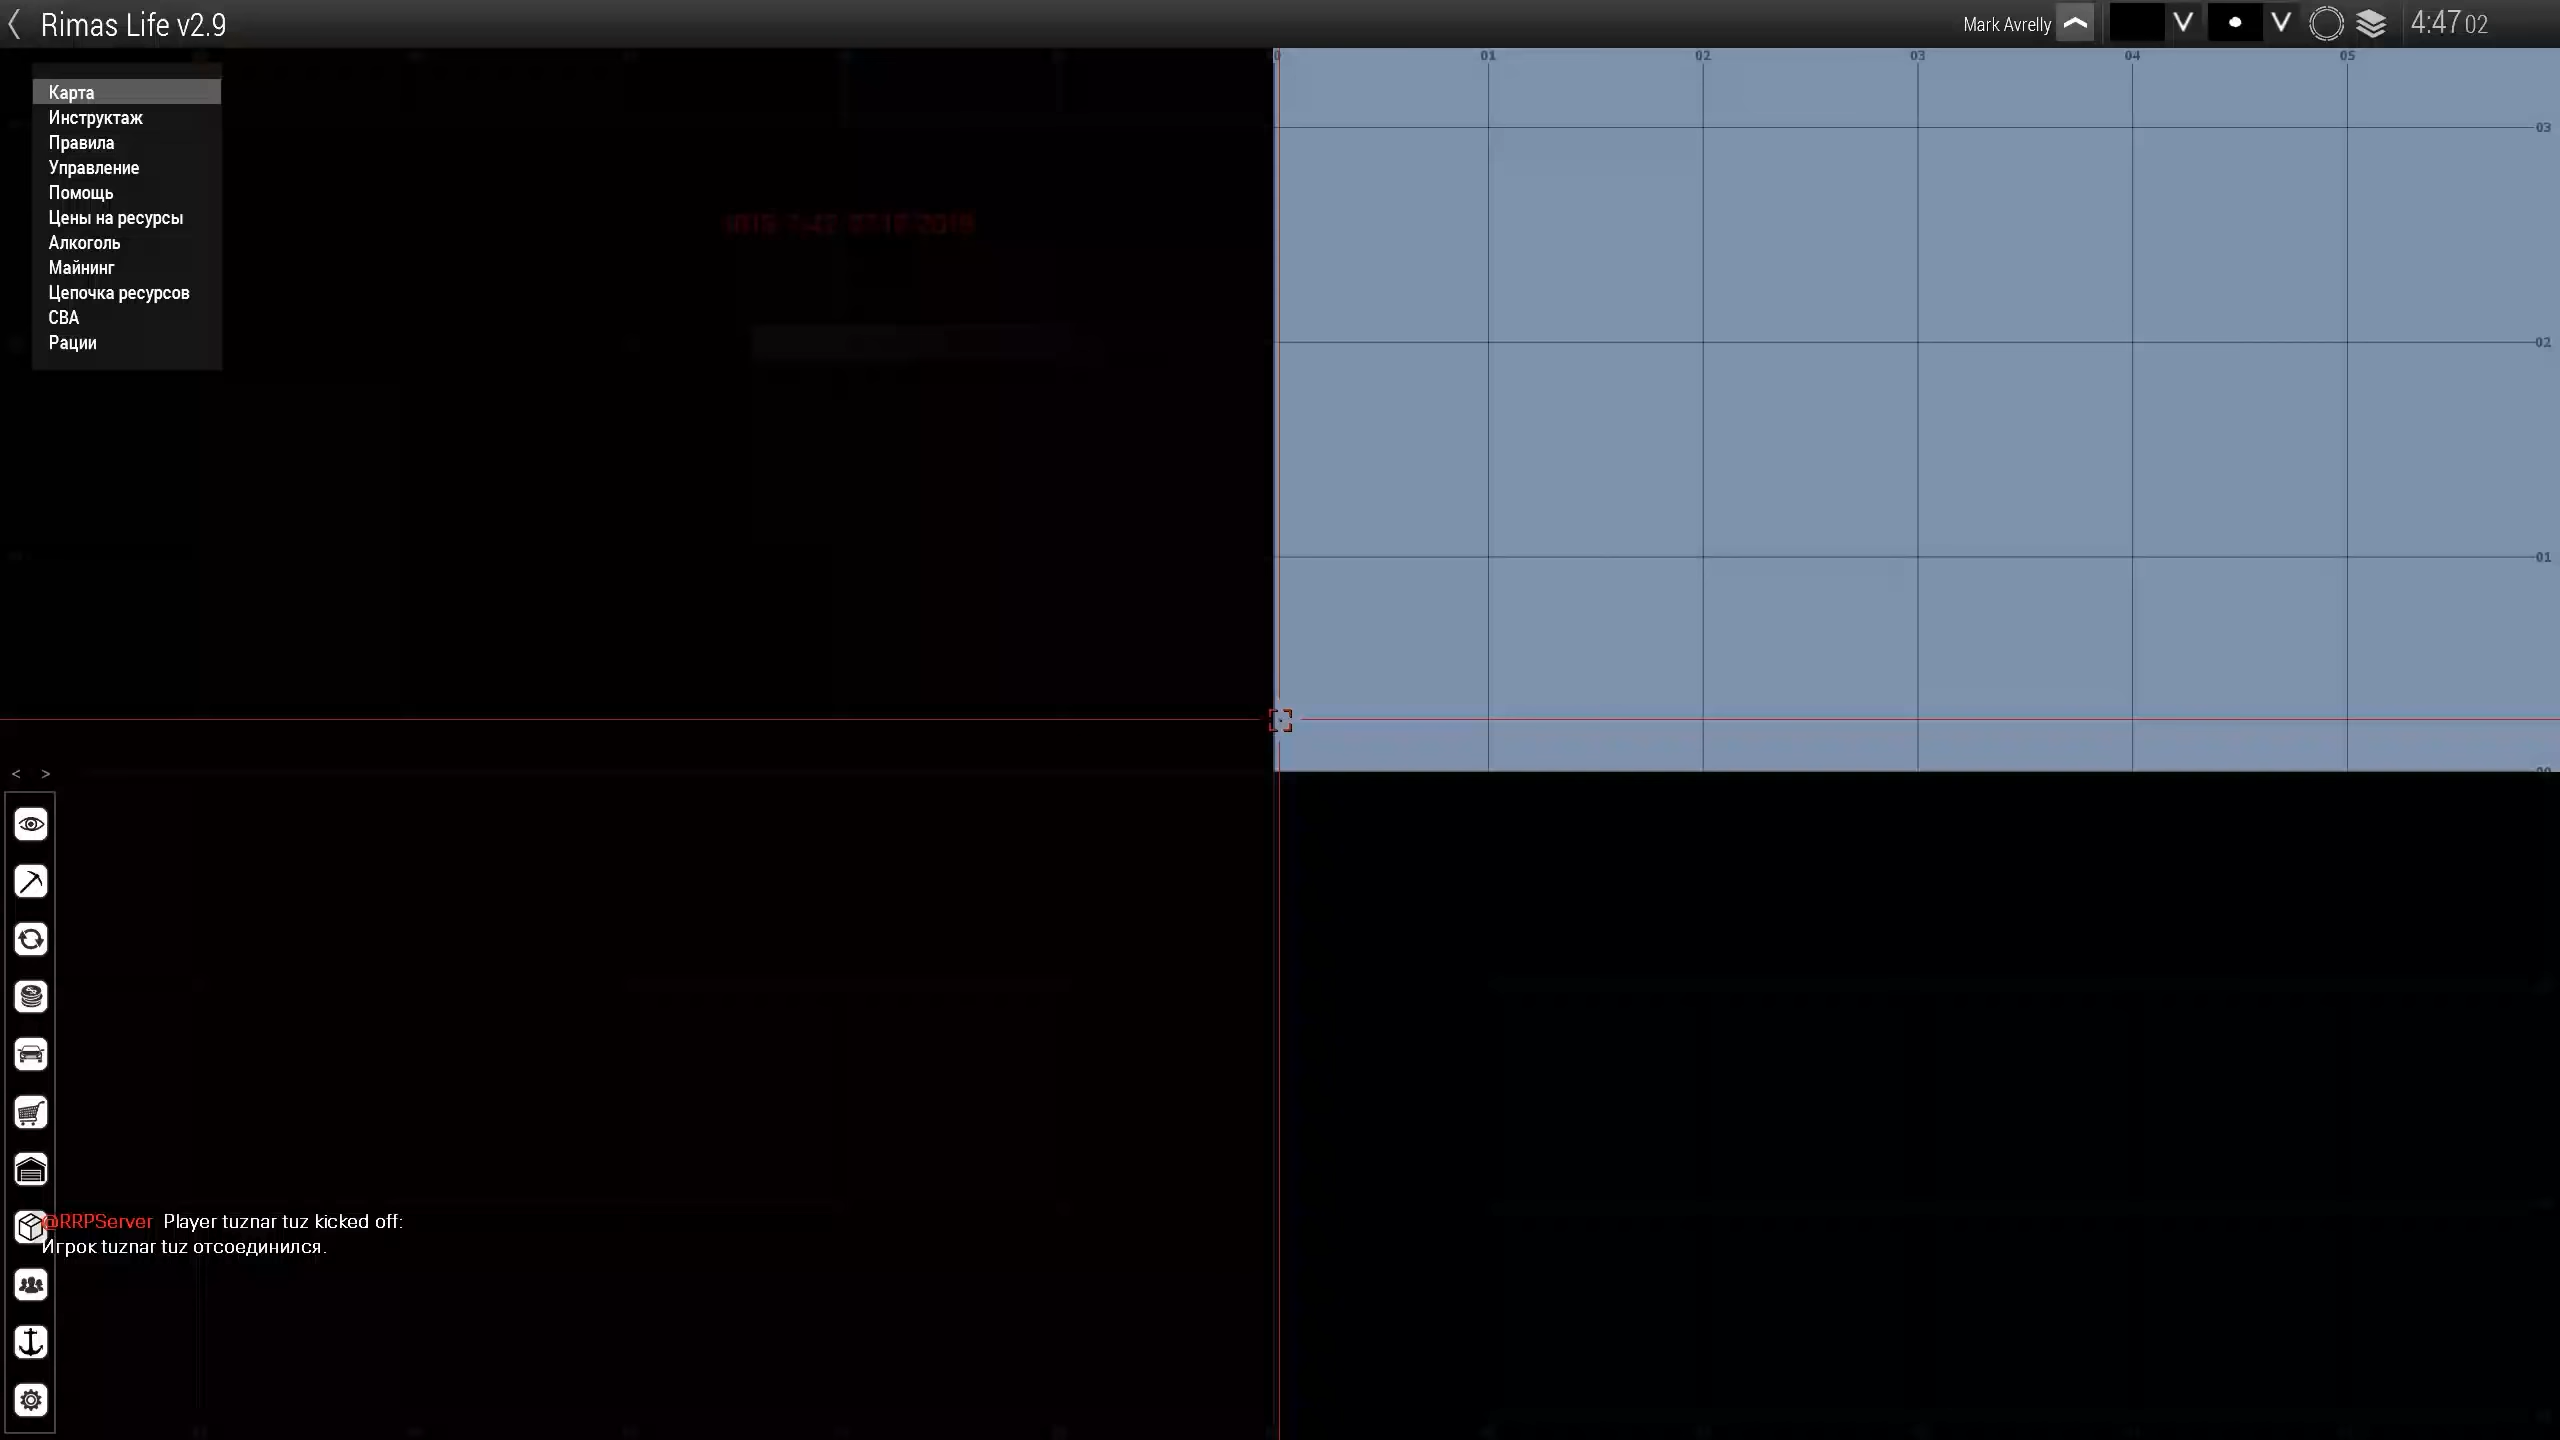 Rimas Life v2.9
Mark Avrelly
4:47 02
0 01 02 03 04 05
03
02
01
Карта
Инструктаж
Правила
Управление
Помощь
Цены на ресурсы
Алкоголь
Майнинг
Цепочка ресурсов
СВА
Рации
< >
@RRPServer Player tuznar tuz kicked off:
Игрок tuznar tuz отсоединился.